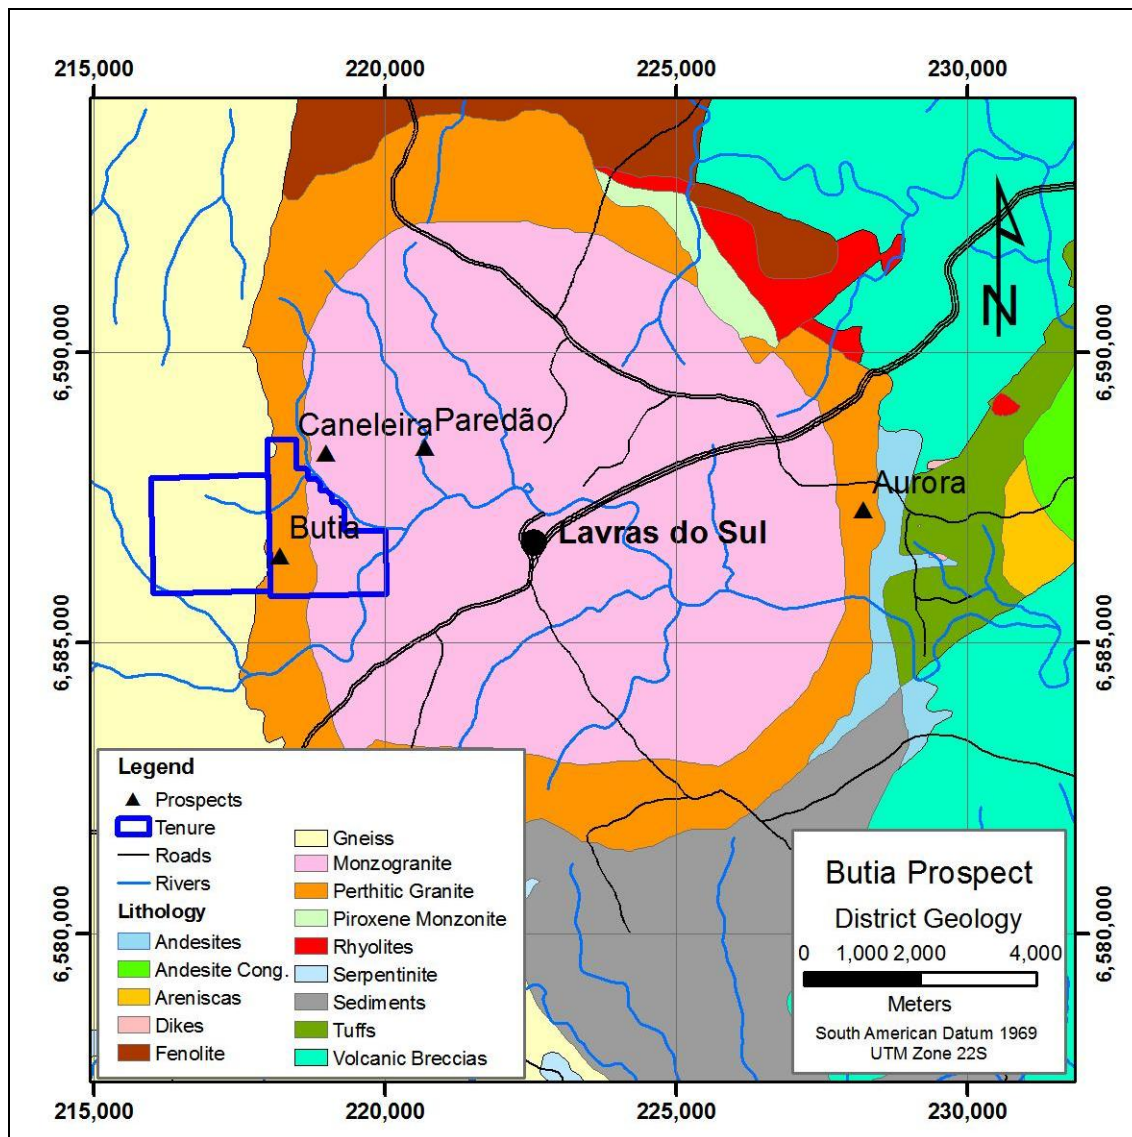 215,000 220,000 225,000 230,000
6,590,000
6,590,000
Caneleira
Paredão
Aurora
Butia
Lavras do Sul
N
6,585,000
6,585,000
6,580,000
6,580,000
Legend
Prospects
Tenure
Roads
Rivers
Lithology
Andesites
Andesite Cong.
Areniscas
Dikes
Fenolite
Gneiss
Monzogranite
Perthitic Granite
Piroxene Monzonite
Rhyolites
Serpentinite
Sediments
Tuffs
Volcanic Breccias
Butia Prospect
District Geology
0 1,000 2,000 4,000
Meters
South American Datum 1969
UTM Zone 22S
215,000 220,000 225,000 230,000